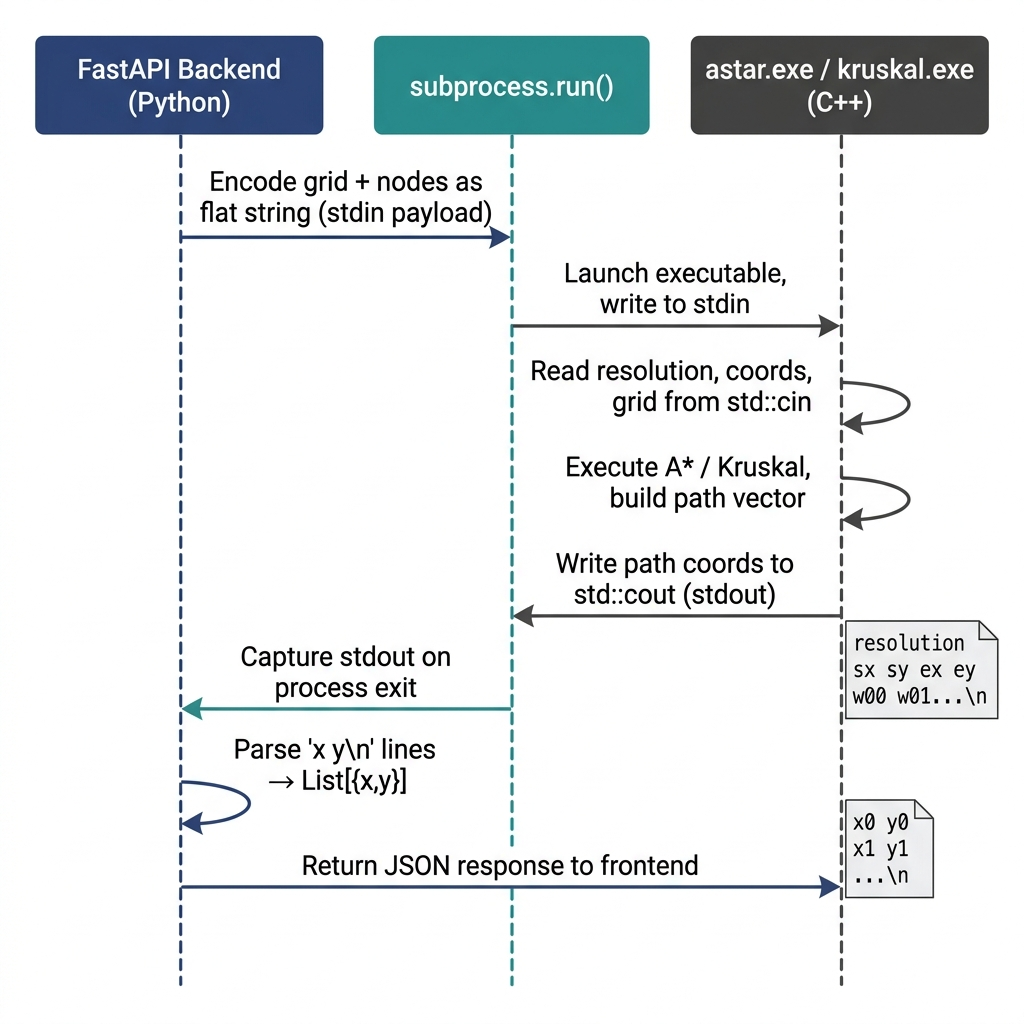 FastAPI Backend
(Python)
subprocess.run()
astar.exe / kruskal.exe
(C++)
Encode grid + nodes as
flat string (stdin payload)
Launch executable,
write to stdin
Read resolution, coords,
grid from std::cin
Execute A* / Kruskal,
build path vector
Write path coords to
std::cout (stdout)
resolution
sx sy ex ey
w00 w01...\n
Capture stdout on
process exit
Parse 'x y\n' lines
→ List[{x,y}]
x0 y0
x1 y1
...\n
Return JSON response to frontend